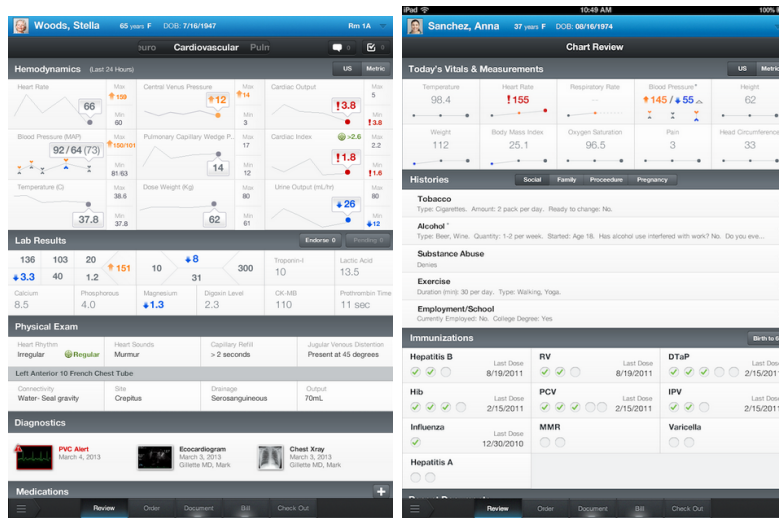 Woods, Stella 65 years F DOB: 7/16/1947 Rm 1A
euro Cardiovascular Puln 0 0
Hemodynamics (Last 24 Hours) US Metric
Heart Rate Max 159 Central Venous Pressure Max 14 Cardiac Output Max 5
66 12 !3.8
Min 60 Min 3 Min !3.8
Blood Pressure (MAP) Max 150/101 Pulmonary Capillary Wedge P... Max 17 Cardiac Index >2.6 Max 2.2
92/64 (73) 14 !1.8
Min 81/63 Min 12 Min !1.8
Temperature (C) Max 38.6 Dose Weight (Kg) Max 80 Urine Output (mL/hr) Max 80
37.8 62 26
Min 37.8 Min 61 Min 12
Lab Results Endorse 0 Pending 0
136 103 20 151 10 8 300 Troponin-I Lactic Acid
3.3 40 1.2 31 10 13.5
Calcium Phosphorous Magnesium Digoxin Level CK-MB Prothrombin Time
8.5 4.0 1.3 2.3 110 11 sec
Physical Exam
Heart Rhythm Heart Sounds Capillary Refill Jugular Venous Distention
Irregular Regular Murmur > 2 seconds Present at 45 degrees
Left Anterior 10 French Chest Tube
Connectivity Site Drainage Output
Water- Seal gravity Crepitus Serosanguineous 70mL
Diagnostics
PVC Alert Ecocardiogram Chest Xray
March 4, 2013 March 3, 2013 March 3, 2013
Gillette MD, Mark Gillette MD, Mark
Medications +
Review Order Document Bill Check Out
iPad 10:49 AM 100%
Sanchez, Anna 37 years F DOB: 08/16/1974
Chart Review
Today's Vitals & Measurements US Metric
Temperature Heart Rate Respiratory Rate Blood Pressure* Height
98.4 !155 -- 145 / 55 62
Weight Body Mass Index Oxygen Saturation Pain Head Circumference
112 25.1 96.5 3 33
Histories Social Family Proceedure Pregnancy
Tobacco
Type: Cigarettes. Amount: 2 pack per day. Ready to change: No.
Alcohol *
Type: Beer, Wine. Quantity: 1-2 per week. Started: Age 18. Has alcohol use interfered with work? No. Do you eve...
Substance Abuse
Denies
Exercise
Duration (min): 30 per day. Type: Walking, Yoga.
Employment/School
Currently Employed: No. College Degree: Yes
Immunizations Birth to 6
Hepatitis B RV DTaP
Last Dose Last Dose Last Dose
8/19/2011 8/19/2011 2/15/2011
Hib PCV IPV
Last Dose Last Dose Last Dose
2/15/2011 2/15/2011 2/15/2011
Influenza MMR Varicella
Last Dose
12/30/2010
Hepatitis A
Review Order Document Bill Check Out